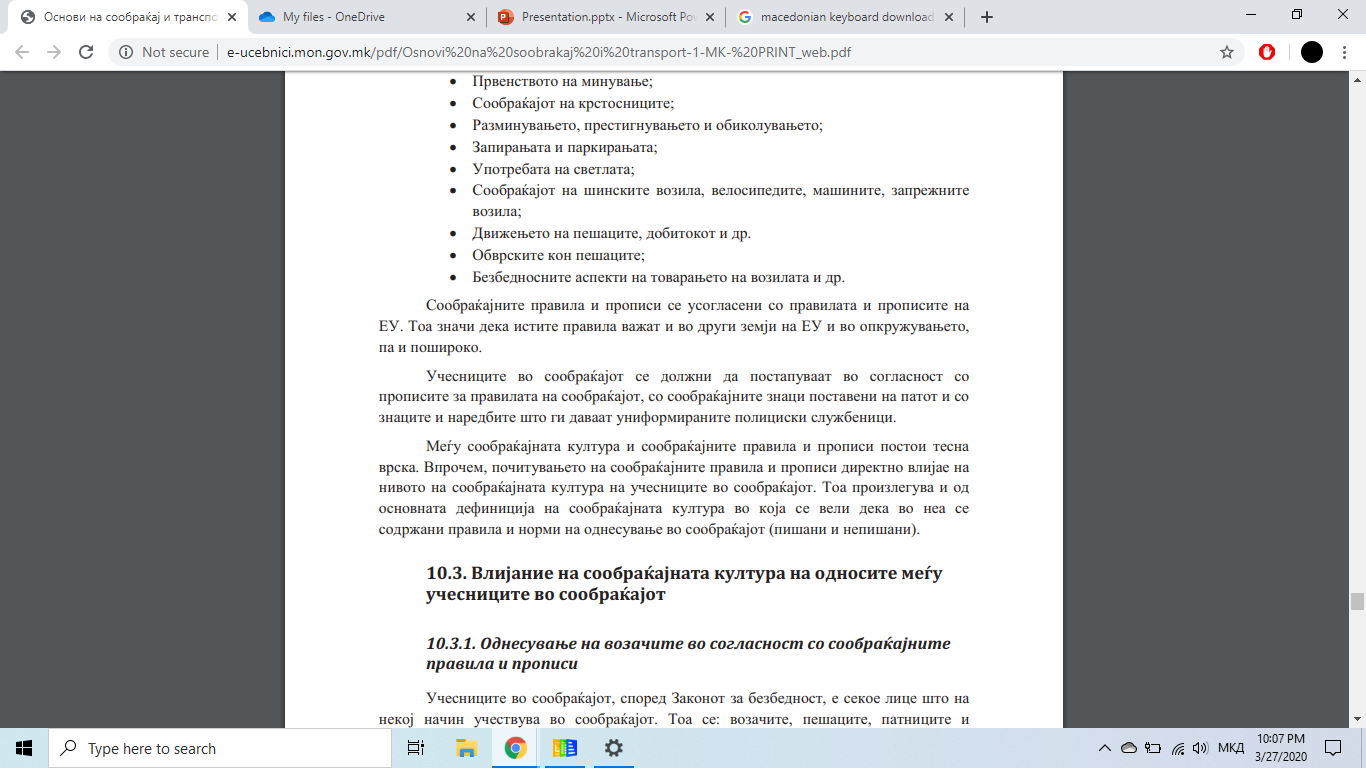 Основи на сообраќај и транспо
My files - OneDrive
Presentation.pptx - Microsoft Po
macedonian keyboard download
Not secure
e-ucebnici.mon.gov.mk/pdf/Osnovi%20na%20soobrakaj%20i%20transport-1-MK-%20PRINT_web.pdf
• Првенството на минување;
• Сообраќајот на крстосниците;
• Разминувањето, престигнувањето и обиколувањето;
• Запирањата и паркирањата;
• Употребата на светлата;
• Сообраќајот на шинските возила, велосипедите, машините, запрежните
возила;
• Движењето на пешаците, добитокот и др.
• Обврските кон пешаците;
• Безбедносните аспекти на товарањето на возилата и др.
Сообраќајните правила и прописи се усогласени со правилата и прописите на
ЕУ. Тоа значи дека истите правила важат и во други земји на ЕУ и во опкружувањето,
па и пошироко.
Учесниците во сообраќајот се должни да постапуваат во согласност со
прописите за правилата на сообраќајот, со сообраќајните знаци поставени на патот и со
знаците и наредбите што ги даваат униформираните полициски службеници.
Меѓу сообраќајната култура и сообраќајните правила и прописи постои тесна
врска. Впрочем, почитувањето на сообраќајните правила и прописи директно влијае на
нивото на сообраќајната култура на учесниците во сообраќајот. Тоа произлегува и од
основната дефиниција на сообраќајната култура во која се вели дека во неа се
содржани правила и норми на однесување во сообраќајот (пишани и непишани).
10.3. Влијание на сообраќајната култура на односите меѓу
учесниците во сообраќајот
10.3.1. Однесување на возачите во согласност со сообраќајните
правила и прописи
Учесниците во сообраќајот, според Законот за безбедност, е секое лице што на
некој начин учествува во сообраќајот. Тоа се: возачите, пешаците, патниците и
Type here to search
МКД
10:07 PM
3/27/2020